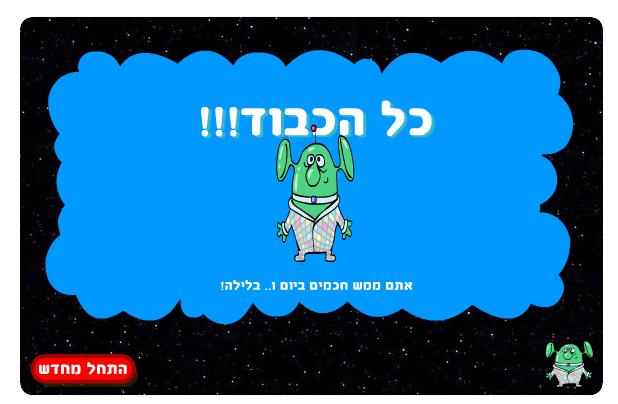 כל הכבוד!!!
אתם ממש חכמים ביום ו.. בלילה!
התחל מחדש